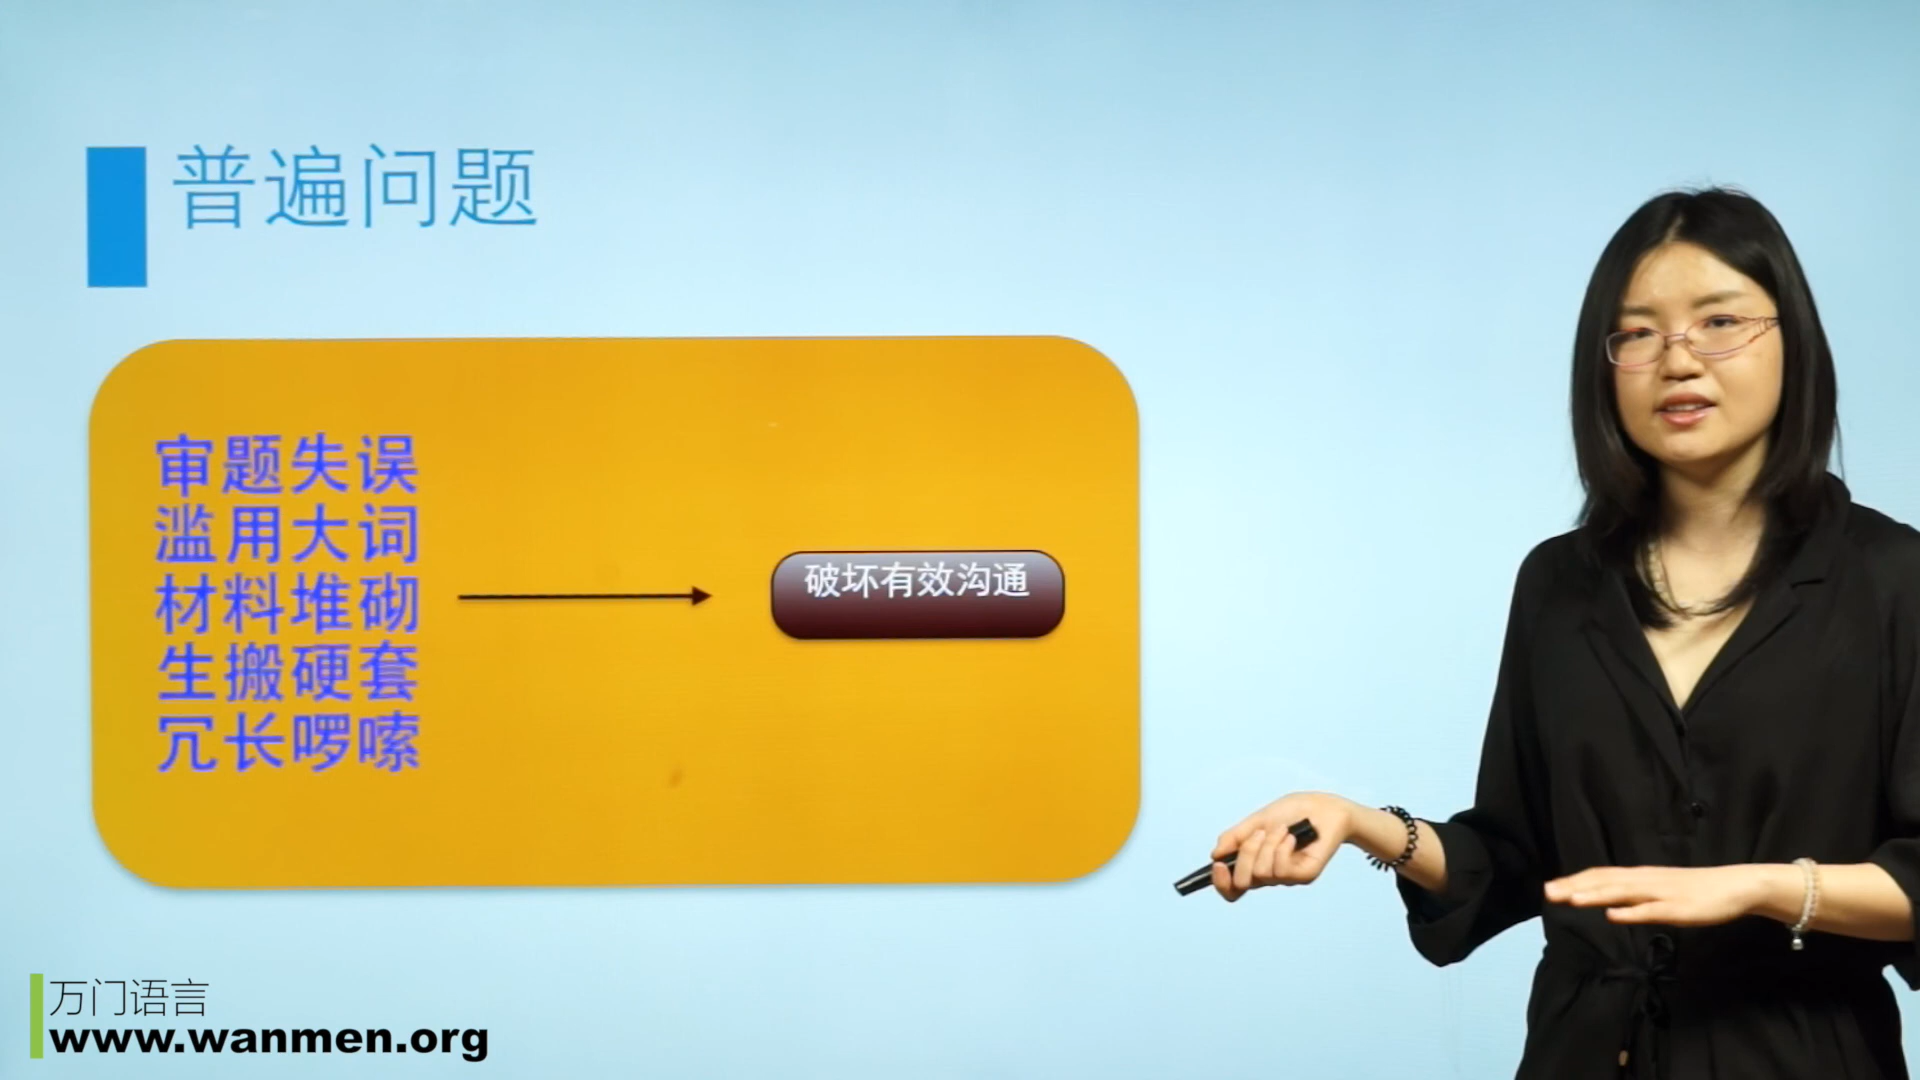 普遍问题
审题失误
滥用大词
材料堆砌
生搬硬套
冗长啰嗦
破坏有效沟通
万门语言
www.wanmen.org